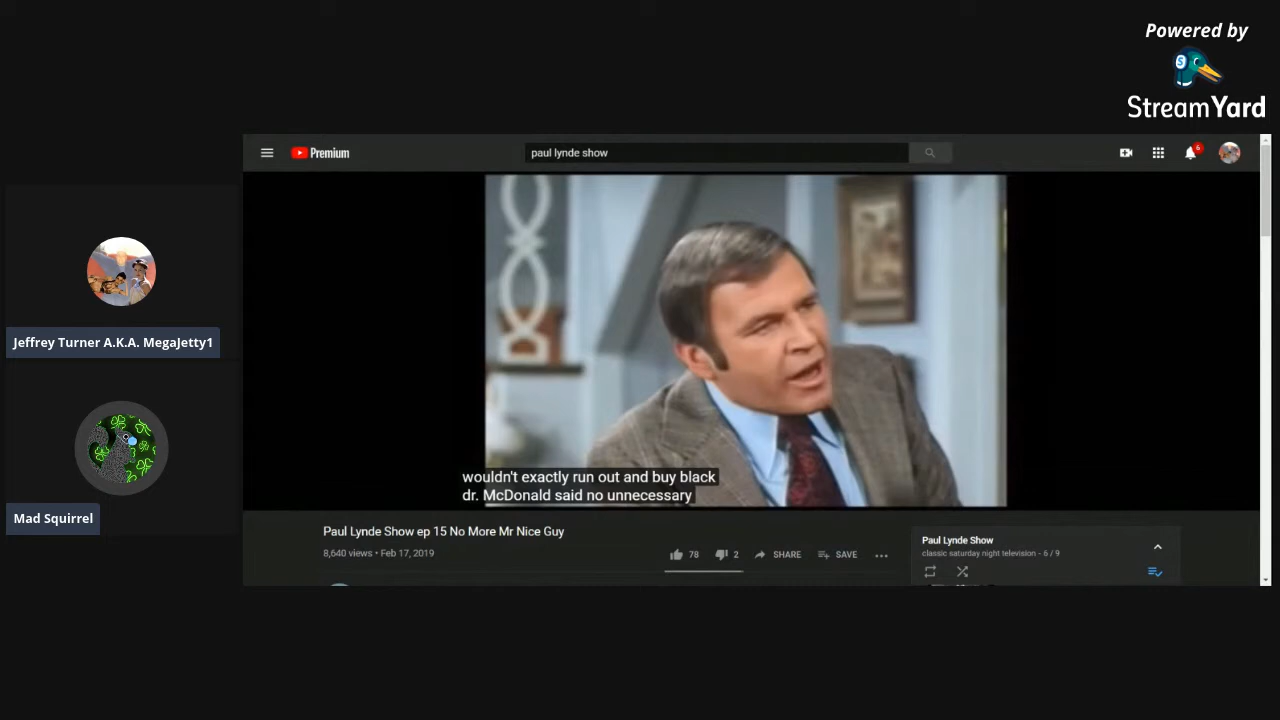 Powered by
StreamYard
Premium
paul lynde show
6
Jeffrey Turner A.K.A. MegaJetty1
Mad Squirrel
wouldn't exactly run out and buy black
dr. McDonald said no unnecessary
Paul Lynde Show ep 15 No More Mr Nice Guy
8,640 views • Feb 17, 2019
78
2
SHARE
SAVE
Paul Lynde Show
classic saturday night television - 6 / 9